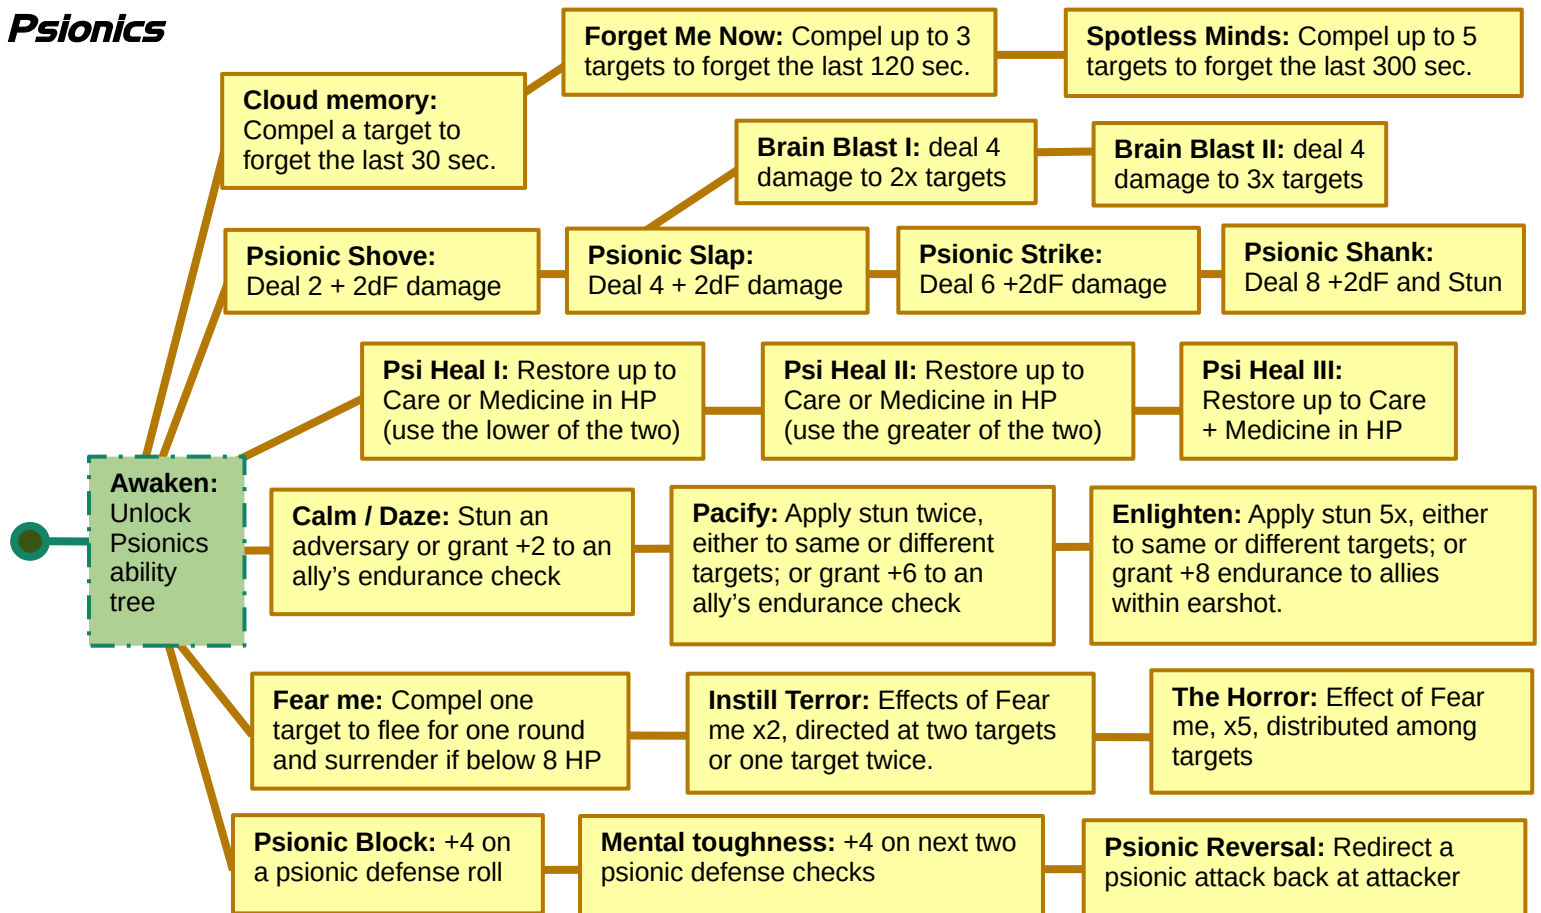 Psionics
Forget Me Now: Compel up to 3
targets to forget the last 120 sec.
Spotless Minds: Compel up to 5
targets to forget the last 300 sec.
Cloud memory:
Compel a target to
forget the last 30 sec.
Brain Blast I: deal 4
damage to 2x targets
Brain Blast II: deal 4
damage to 3x targets
Psionic Shove:
Deal 2 + 2dF damage
Psionic Slap:
Deal 4 + 2dF damage
Psionic Strike:
Deal 6 +2dF damage
Psionic Shank:
Deal 8 +2dF and Stun
Psi Heal I: Restore up to
Care or Medicine in HP
(use the lower of the two)
Psi Heal II: Restore up to
Care or Medicine in HP
(use the greater of the two)
Psi Heal III:
Restore up to Care
+ Medicine in HP
Awaken:
Unlock
Psionics
ability
tree
Calm / Daze: Stun an
adversary or grant +2 to an
ally’s endurance check
Pacify: Apply stun twice,
either to same or different
targets; or grant +6 to an
ally’s endurance check
Enlighten: Apply stun 5x, either
to same or different targets; or
grant +8 endurance to allies
within earshot.
Fear me: Compel one
target to flee for one round
and surrender if below 8 HP
Instill Terror: Effects of Fear
me x2, directed at two targets
or one target twice.
The Horror: Effect of Fear
me, x5, distributed among
targets
Psionic Block: +4 on
a psionic defense roll
Mental toughness: +4 on next two
psionic defense checks
Psionic Reversal: Redirect a
psionic attack back at attacker